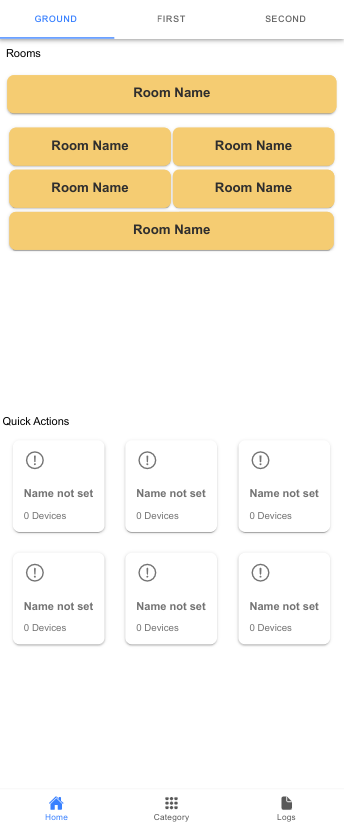 GROUND FIRST SECOND
Rooms
Room Name
Room Name Room Name
Room Name Room Name
Room Name
Quick Actions
Name not set Name not set Name not set
0 Devices 0 Devices 0 Devices
Name not set Name not set Name not set
0 Devices 0 Devices 0 Devices
Home Category Logs